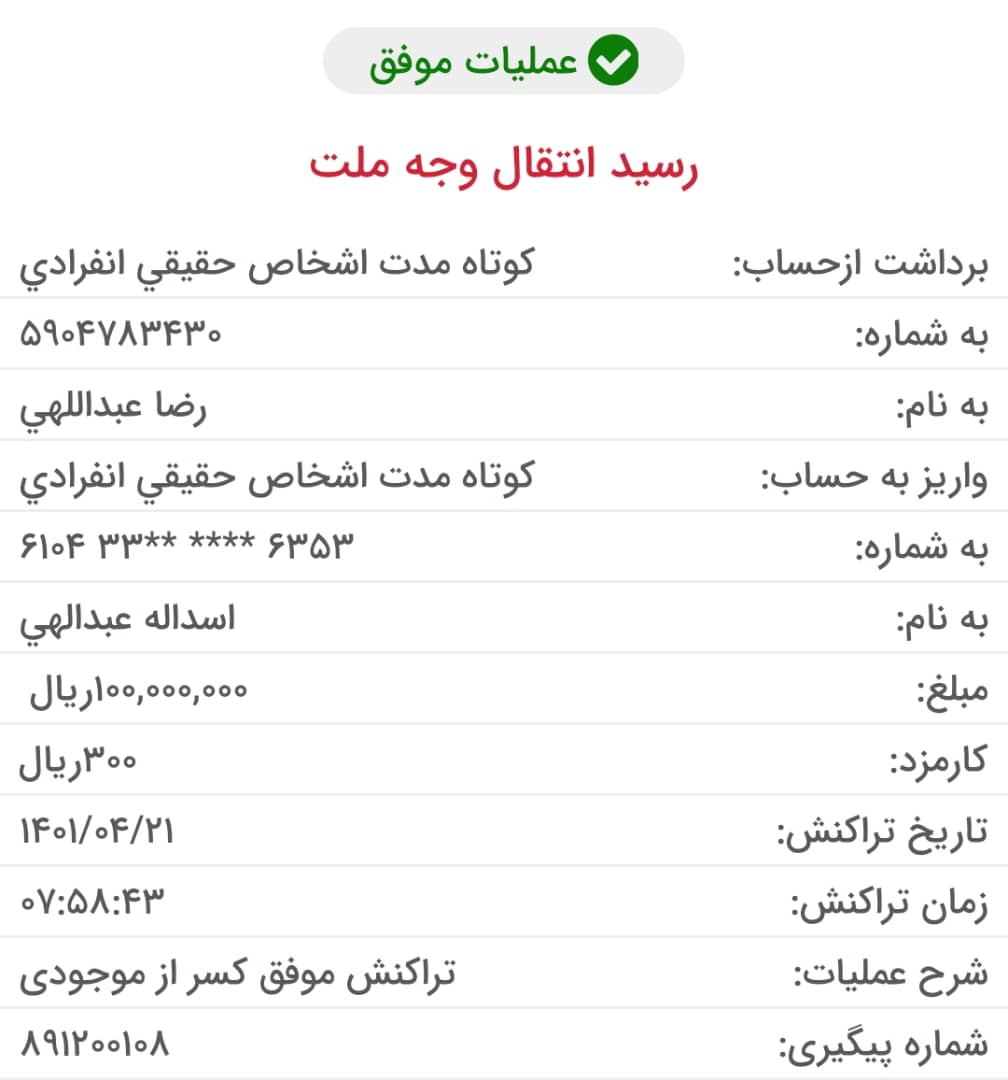 عملیات موفق
رسید انتقال وجه ملت
برداشت ازحساب: كوتاه مدت اشخاص حقيقي انفرادي
به شماره: ۵۹۰۴۷۸۳۴۳۰
به نام: رضا عبداللهي
واریز به حساب: كوتاه مدت اشخاص حقيقي انفرادي
به شماره: ۶۱۰۴ ۳۳** **** ۶۳۵۳
به نام: اسداله عبدالهي
مبلغ: ۱۰۰,۰۰۰,۰۰۰ریال
کارمزد: ۳۰۰ریال
تاریخ تراکنش: ۱۴۰۱/۰۴/۲۱
زمان تراکنش: ۰۷:۵۸:۴۳
شرح عملیات: تراکنش موفق کسر از موجودی
شماره پیگیری: ۸۹۱۲۰۰۱۰۸